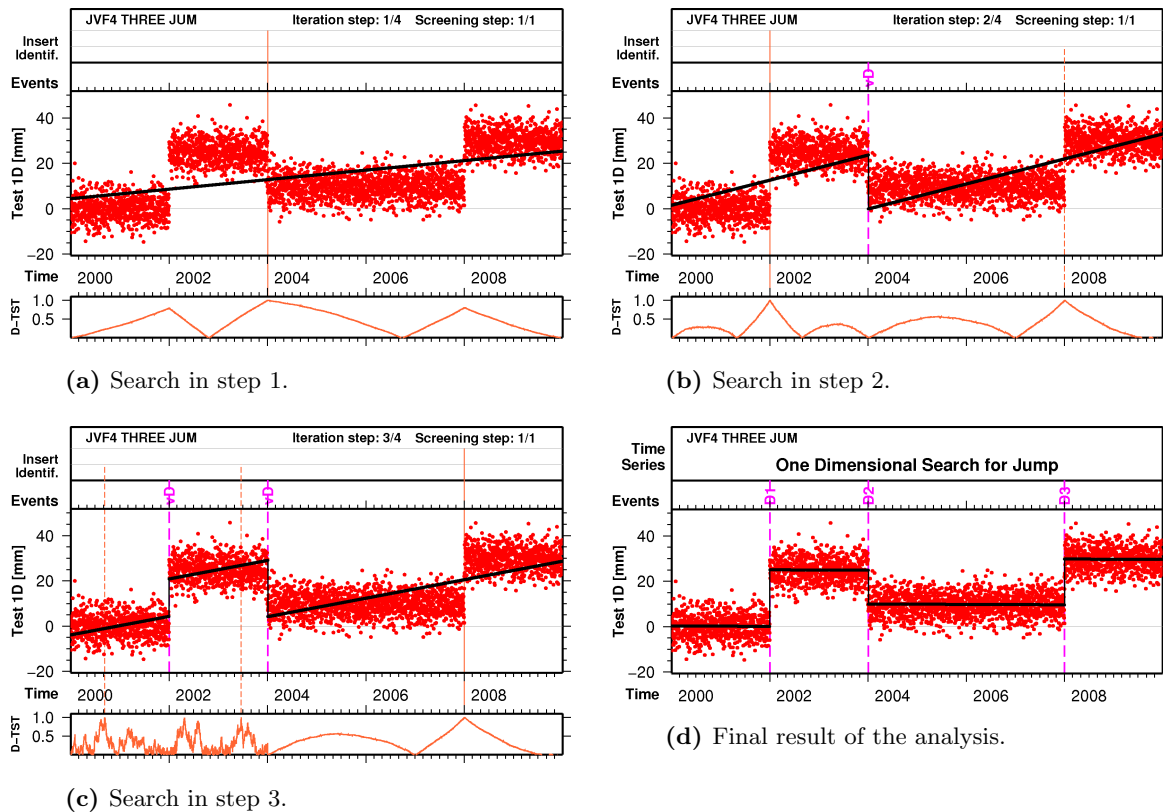 JVF4 THREE JUM Iteration step: 1/4 Screening step: 1/1
Insert
Identif.
Events
Test 1D [mm]
40
20
0
−20
Time
2000 2002 2004 2006 2008
D−TST
1.0
0.5
(a) Search in step 1.
JVF4 THREE JUM Iteration step: 2/4 Screening step: 1/1
Insert
Identif.
Events
vD
Test 1D [mm]
40
20
0
−20
Time
2000 2002 2004 2006 2008
D−TST
1.0
0.5
(b) Search in step 2.
JVF4 THREE JUM Iteration step: 3/4 Screening step: 1/1
Insert
Identif.
Events
vD vD
Test 1D [mm]
40
20
0
−20
Time
2000 2002 2004 2006 2008
D−TST
1.0
0.5
(c) Search in step 3.
JVF4 THREE JUM
Time
Series
One Dimensional Search for Jump
Events
D1 D2 D3
Test 1D [mm]
40
20
0
−20
Time
2000 2002 2004 2006 2008
(d) Final result of the analysis.